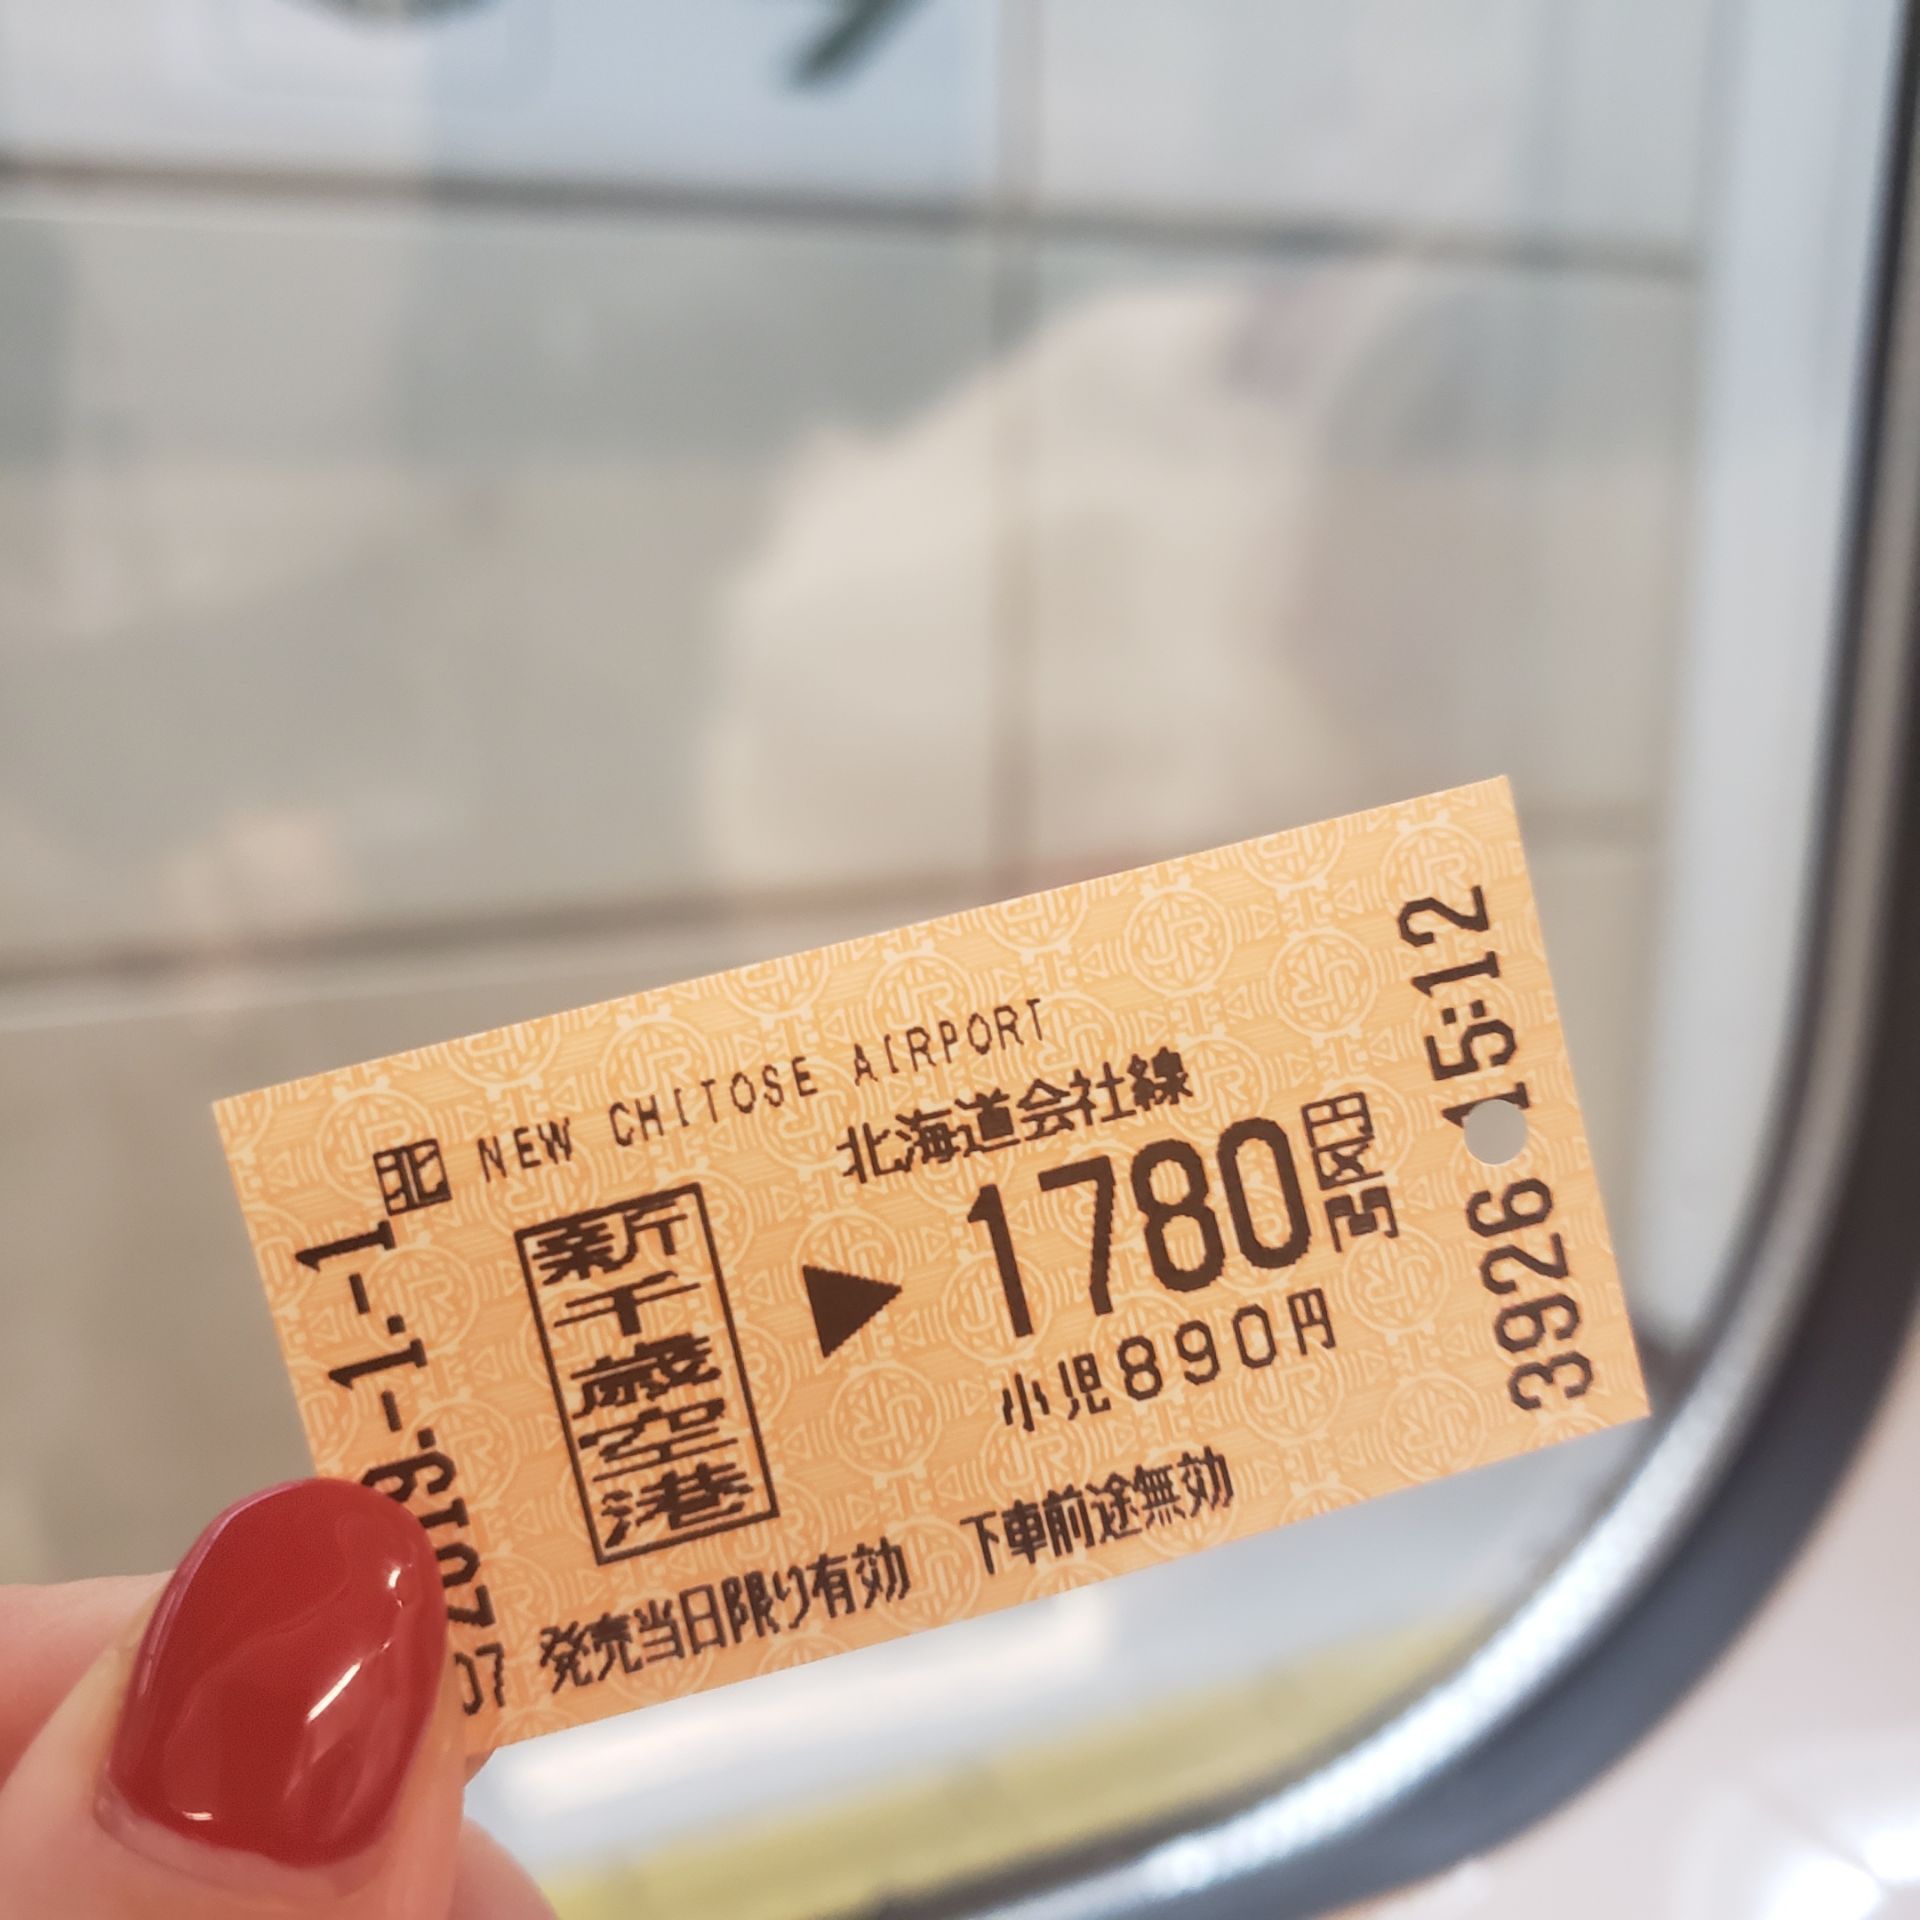 北 NEW CHITOSE AIRPORT
北海道会社線
新千歳空港 ▶ 1780円区間
小児890円
発売当日限り有効 下車前途無効
2019.-1.-1
07
15:12
3926